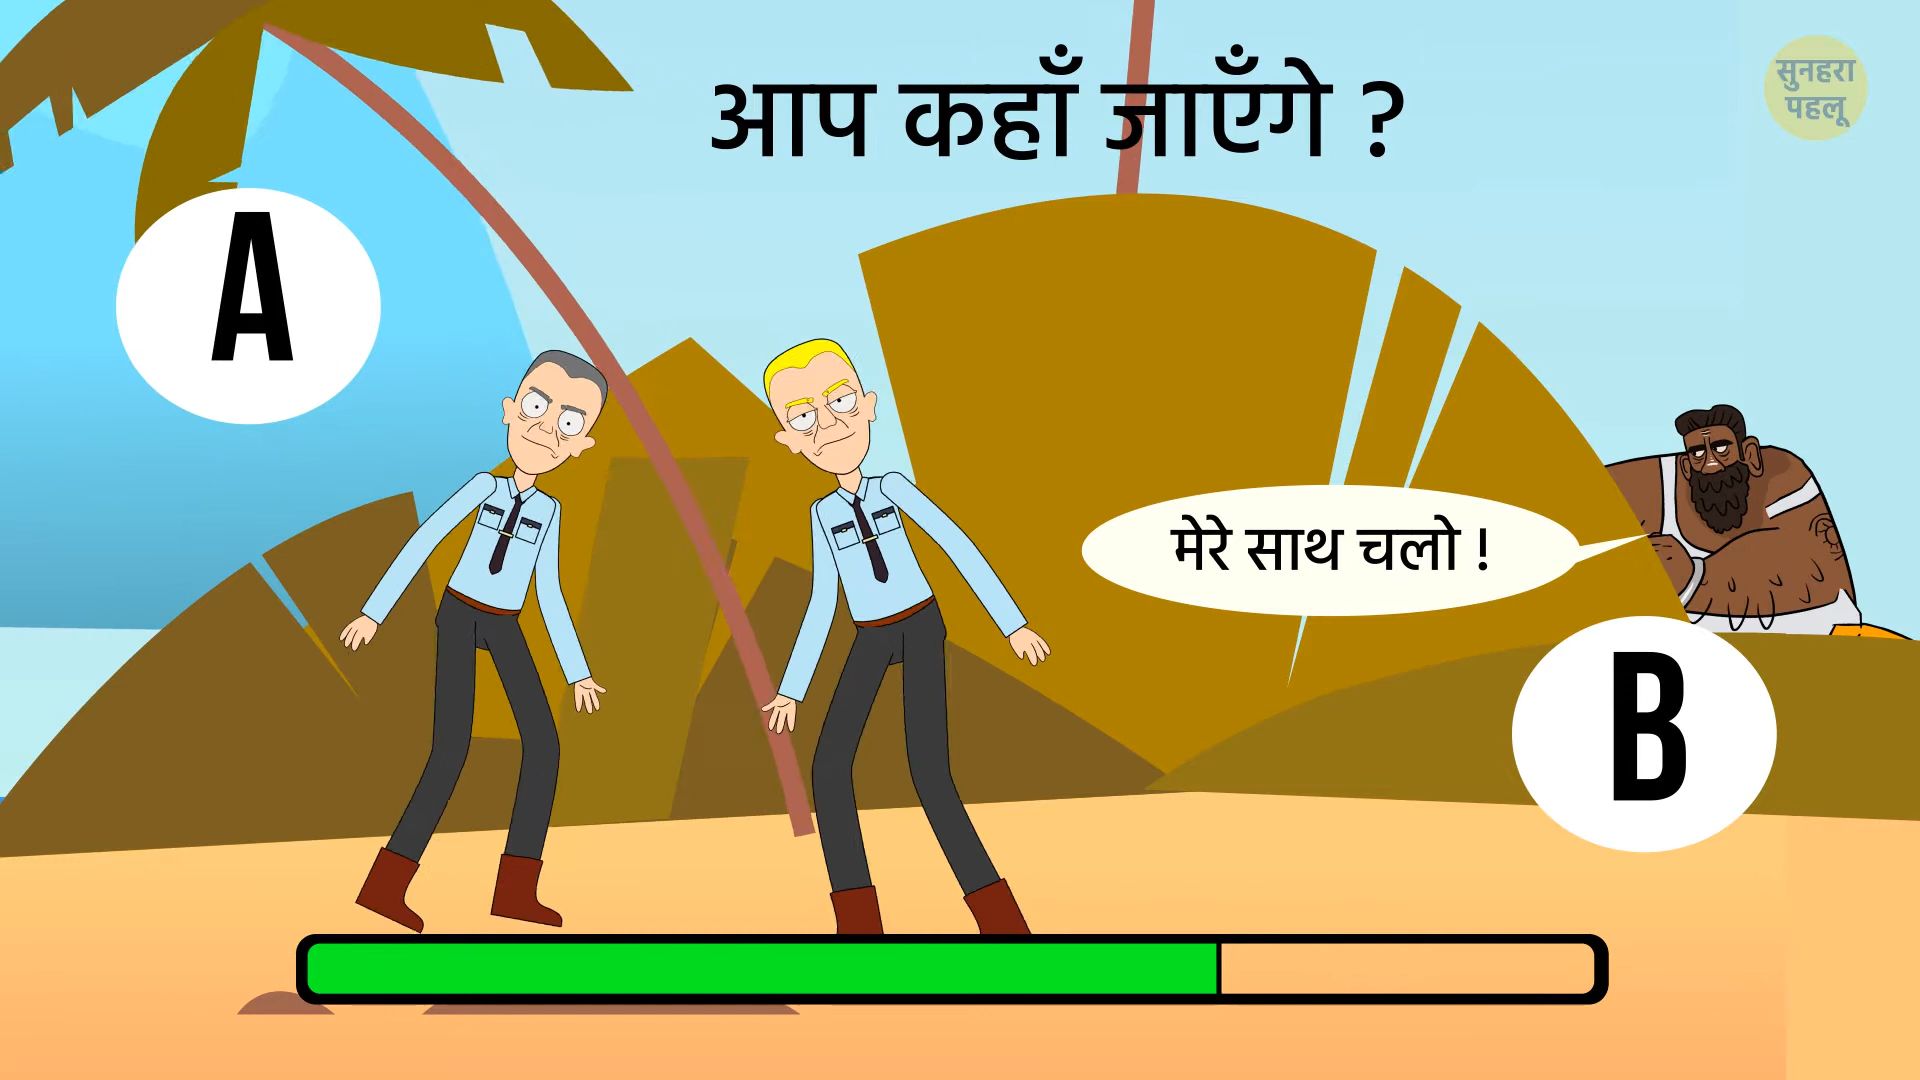 आप कहाँ जाएँगे ?
सुनहरा
पहलू
A
मेरे साथ चलो !
B